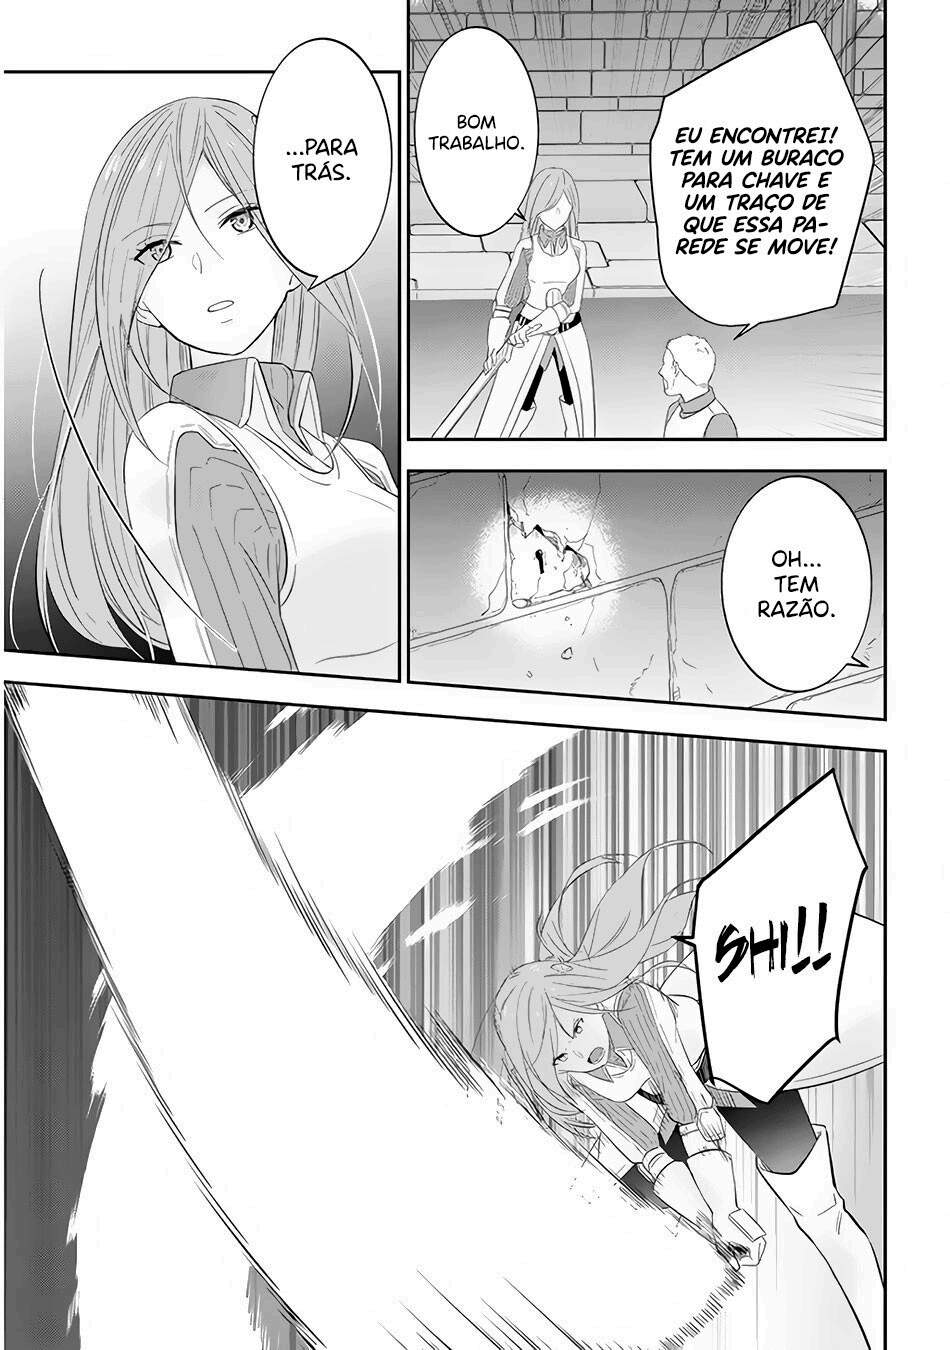 EU ENCONTREI!
TEM UM BURACO
PARA CHAVE E
UM TRAÇO DE
QUE ESSA PA-
REDE SE MOVE!
BOM
TRABALHO.
OH...
TEM
RAZÃO.
...PARA
TRÁS.
SHI!!